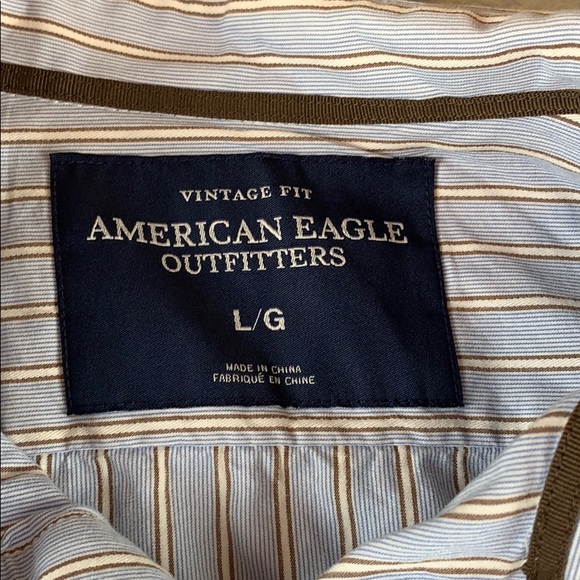 VINTAGE FIT
AMERICAN EAGLE
OUTFITTERS
L/G
MADE IN CHINA
FABRIQUÉ EN CHINE